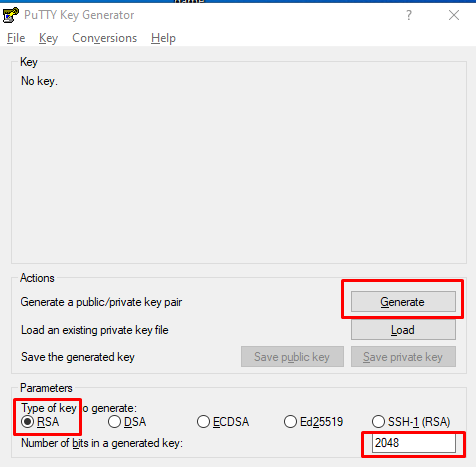 PuTTY Key Generator
File Key Conversions Help
Key
No key.
Actions
Generate a public/private key pair Generate
Load an existing private key file Load
Save the generated key Save public key Save private key
Parameters
Type of key to generate:
RSA DSA ECDSA Ed25519 SSH-1 (RSA)
Number of bits in a generated key: 2048